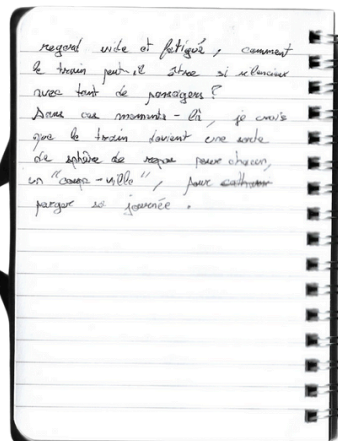 regard vide et fatigué, comment
le train peut-il être si silencieux
avec tant de passagers ?
Dans ces moments-là, je crois
que le train devient une sorte
de sphère de repos pour chacun,
un "coupe-ville", pour
purger sa journée.